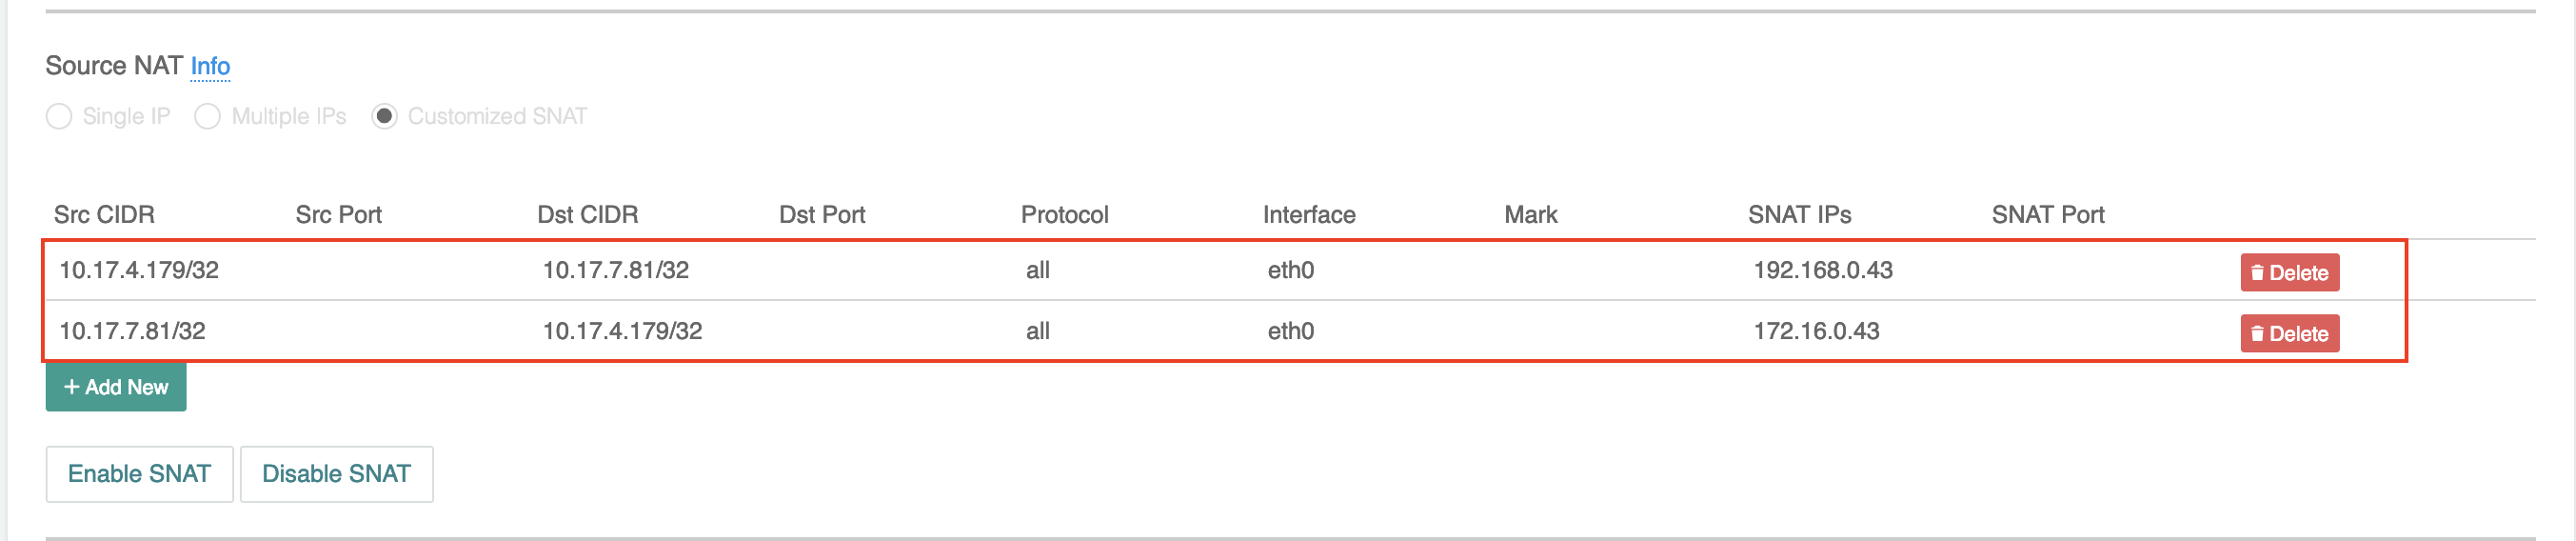 Source NAT Info
Single IP Multiple IPs Customized SNAT
Src CIDR Src Port Dst CIDR Dst Port Protocol Interface Mark SNAT IPs SNAT Port
10.17.4.179/32 10.17.7.81/32 all eth0 192.168.0.43 Delete
10.17.7.81/32 10.17.4.179/32 all eth0 172.16.0.43 Delete
+ Add New
Enable SNAT Disable SNAT